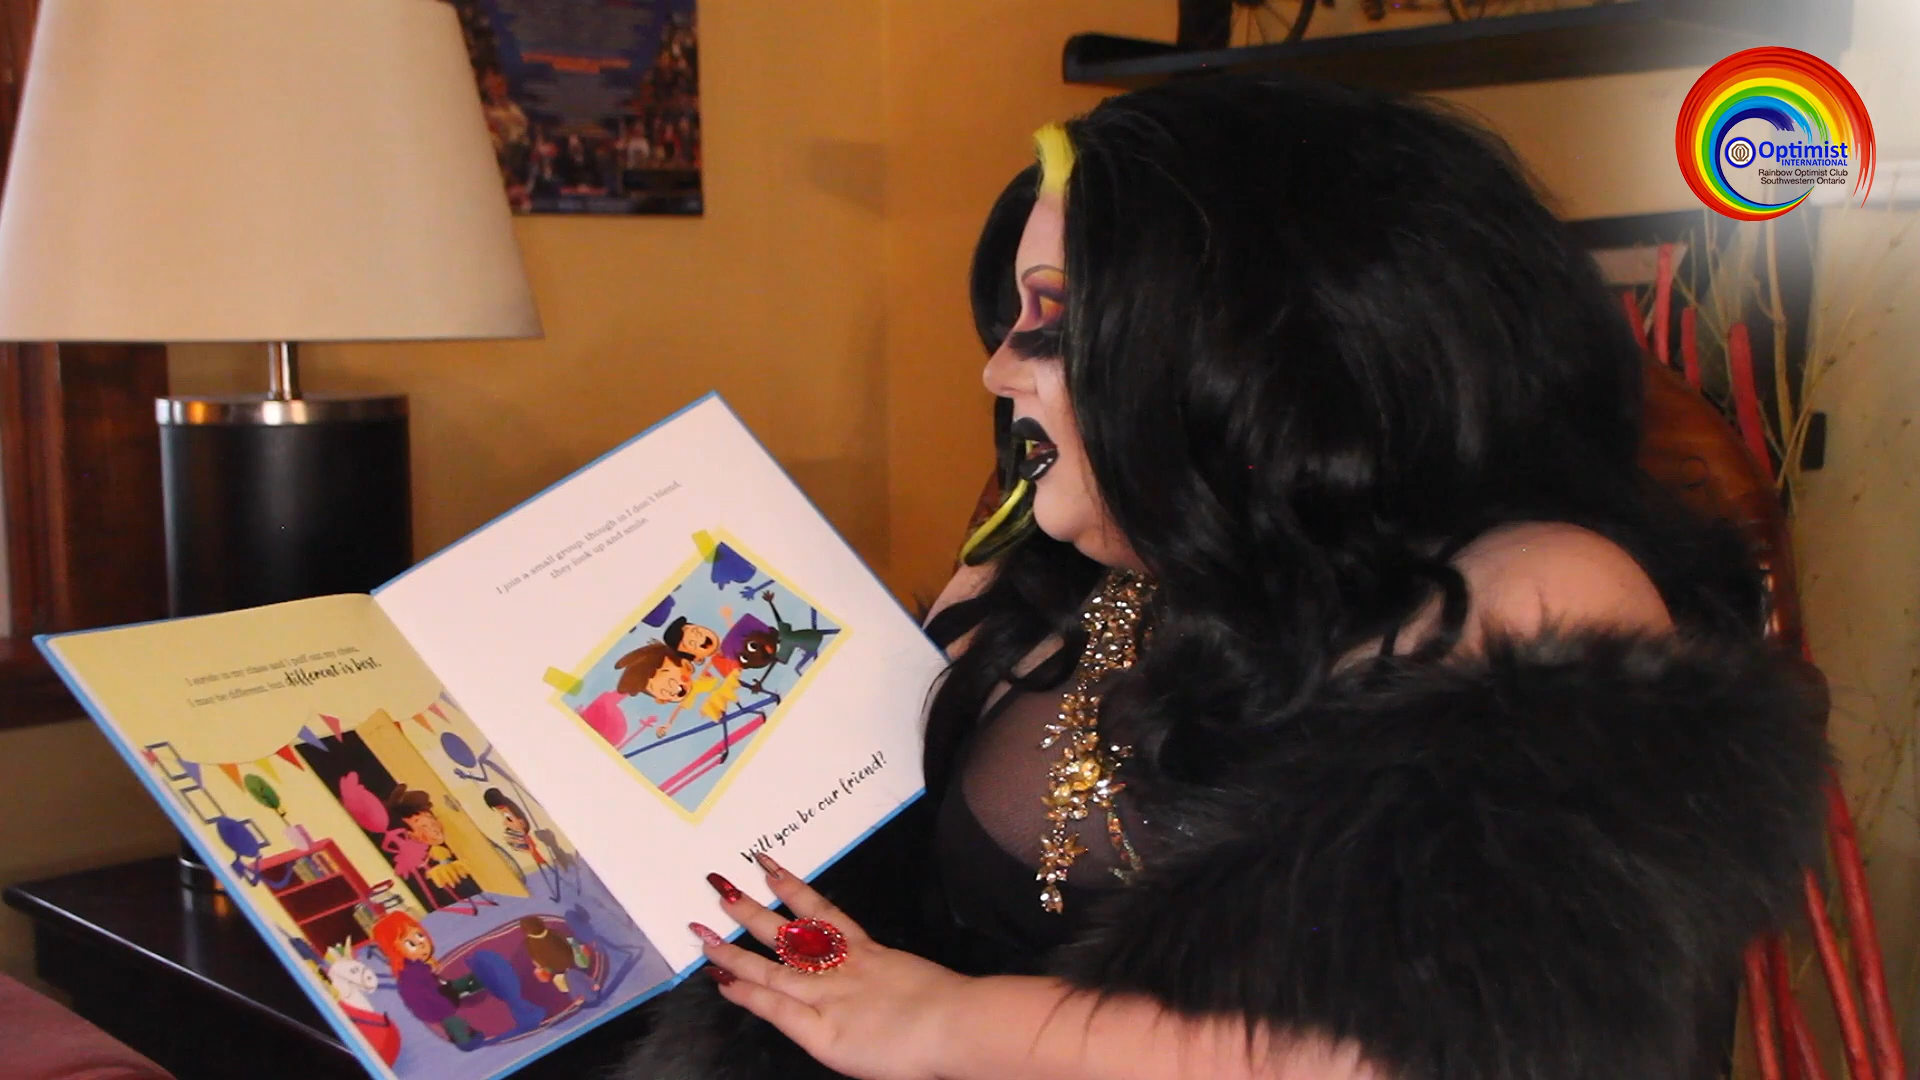 I stride in my class and I puff out my chest,
I may be different, but different is best.
I join a small group, though in I don't blend,
they look up and smile
Will you be our friend?
Optimist
INTERNATIONAL
Rainbow Optimist Club
Southwestern Ontario